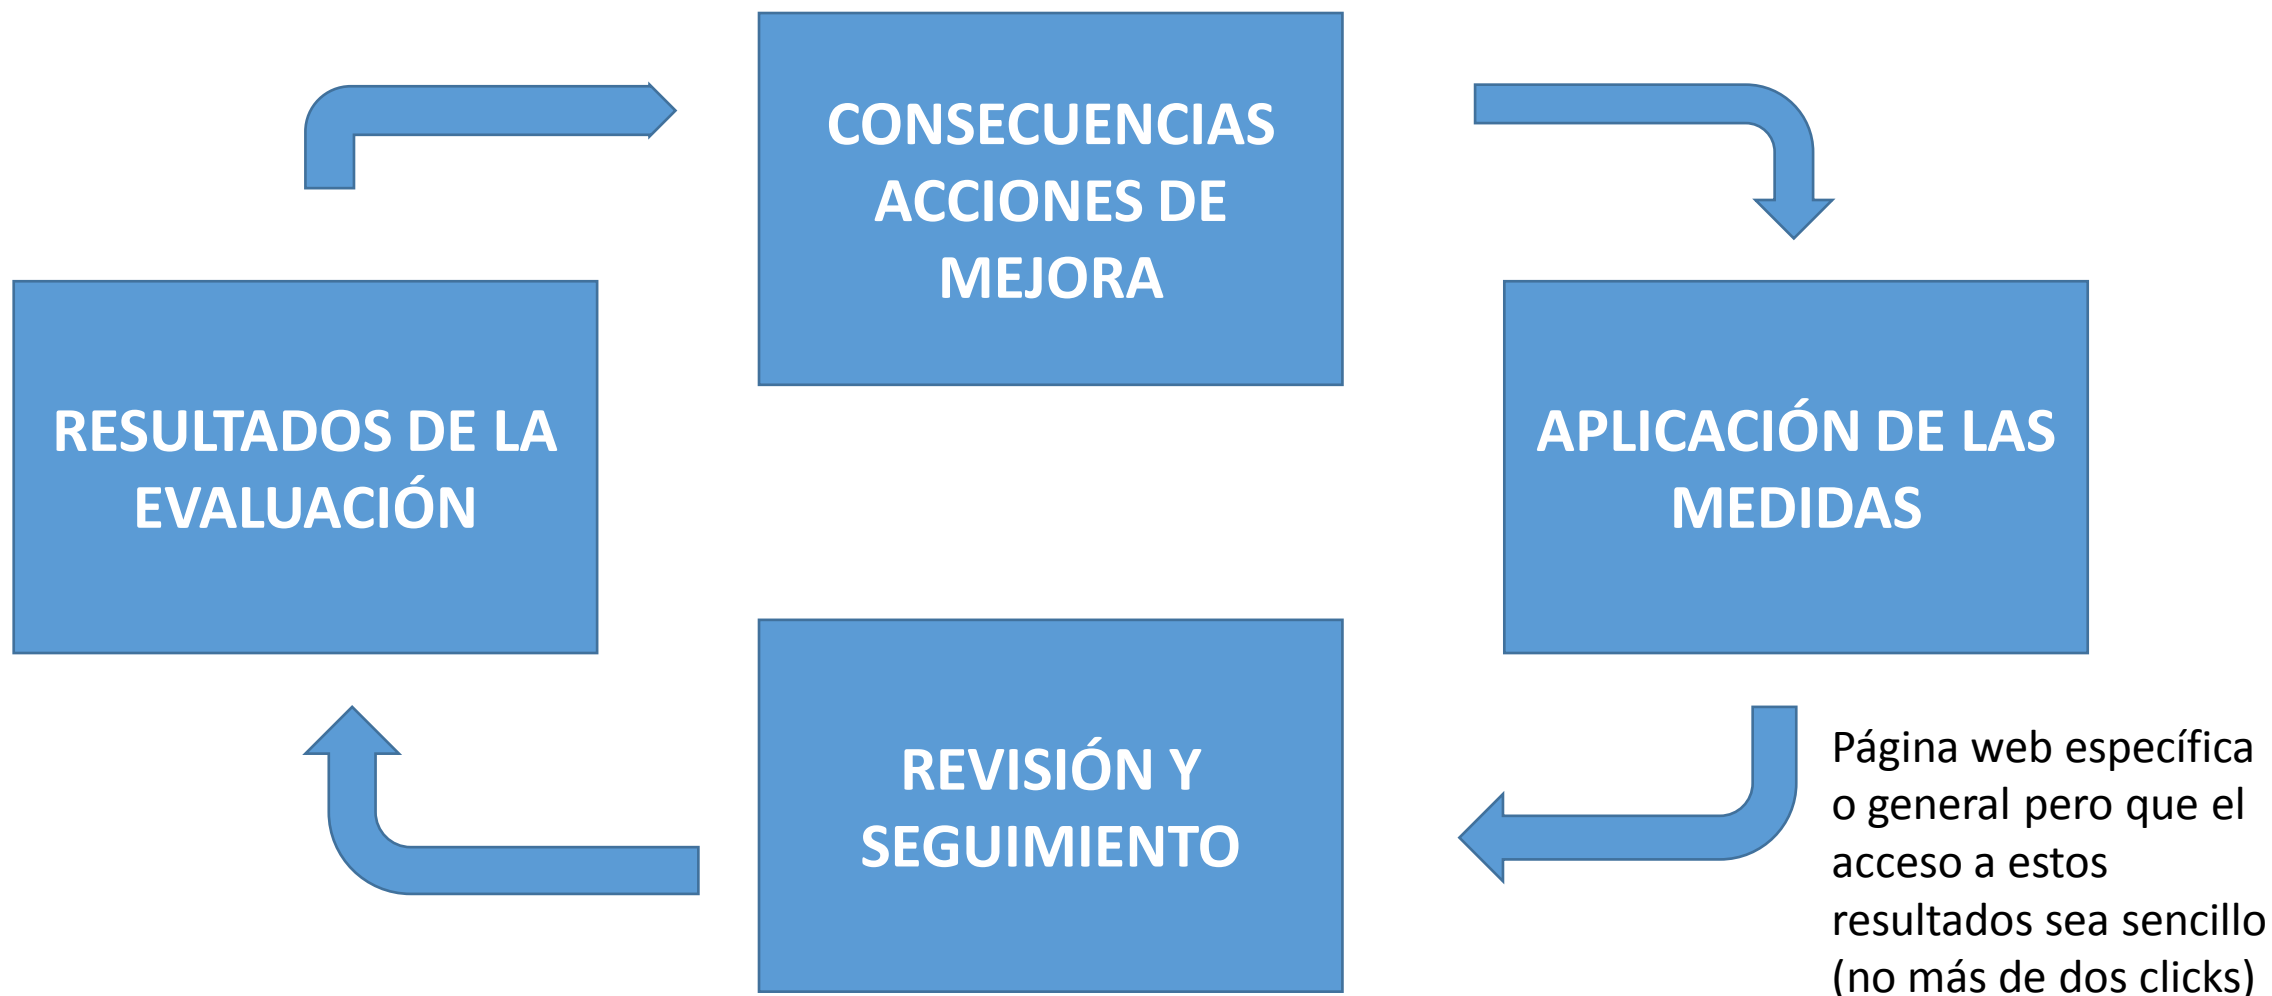 CONSECUENCIAS
ACCIONES DE
MEJORA
RESULTADOS DE LA
EVALUACIÓN
APLICACIÓN DE LAS
MEDIDAS
REVISIÓN Y
SEGUIMIENTO
Página web específica
o general pero que el
acceso a estos
resultados sea sencillo
(no más de dos clicks)